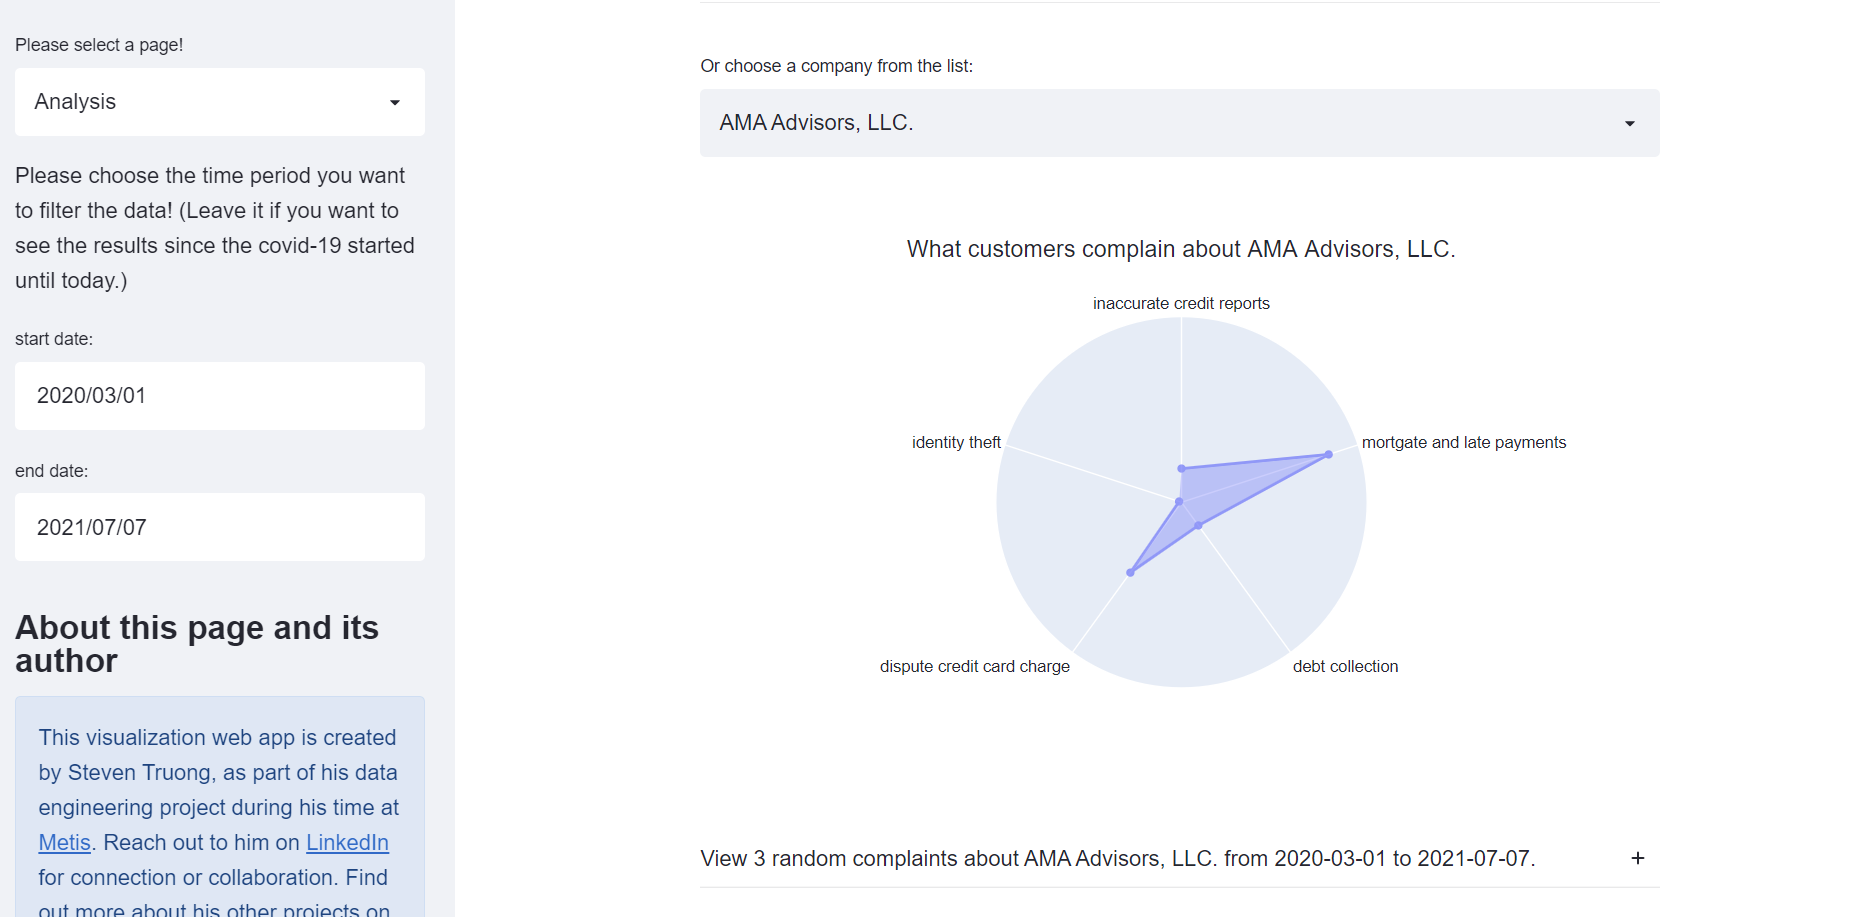 Please select a page!
Analysis
Please choose the time period you want
to filter the data! (Leave it if you want to
see the results since the covid-19 started
until today.)
start date:
2020/03/01
end date:
2021/07/07
About this page and its
author
This visualization web app is created
by Steven Truong, as part of his data
engineering project during his time at
Metis. Reach out to him on LinkedIn
for connection or collaboration. Find
out more about his other projects on
Or choose a company from the list:
AMA Advisors, LLC.
What customers complain about AMA Advisors, LLC.
inaccurate credit reports
identity theft
mortgate and late payments
dispute credit card charge
debt collection
View 3 random complaints about AMA Advisors, LLC. from 2020-03-01 to 2021-07-07.